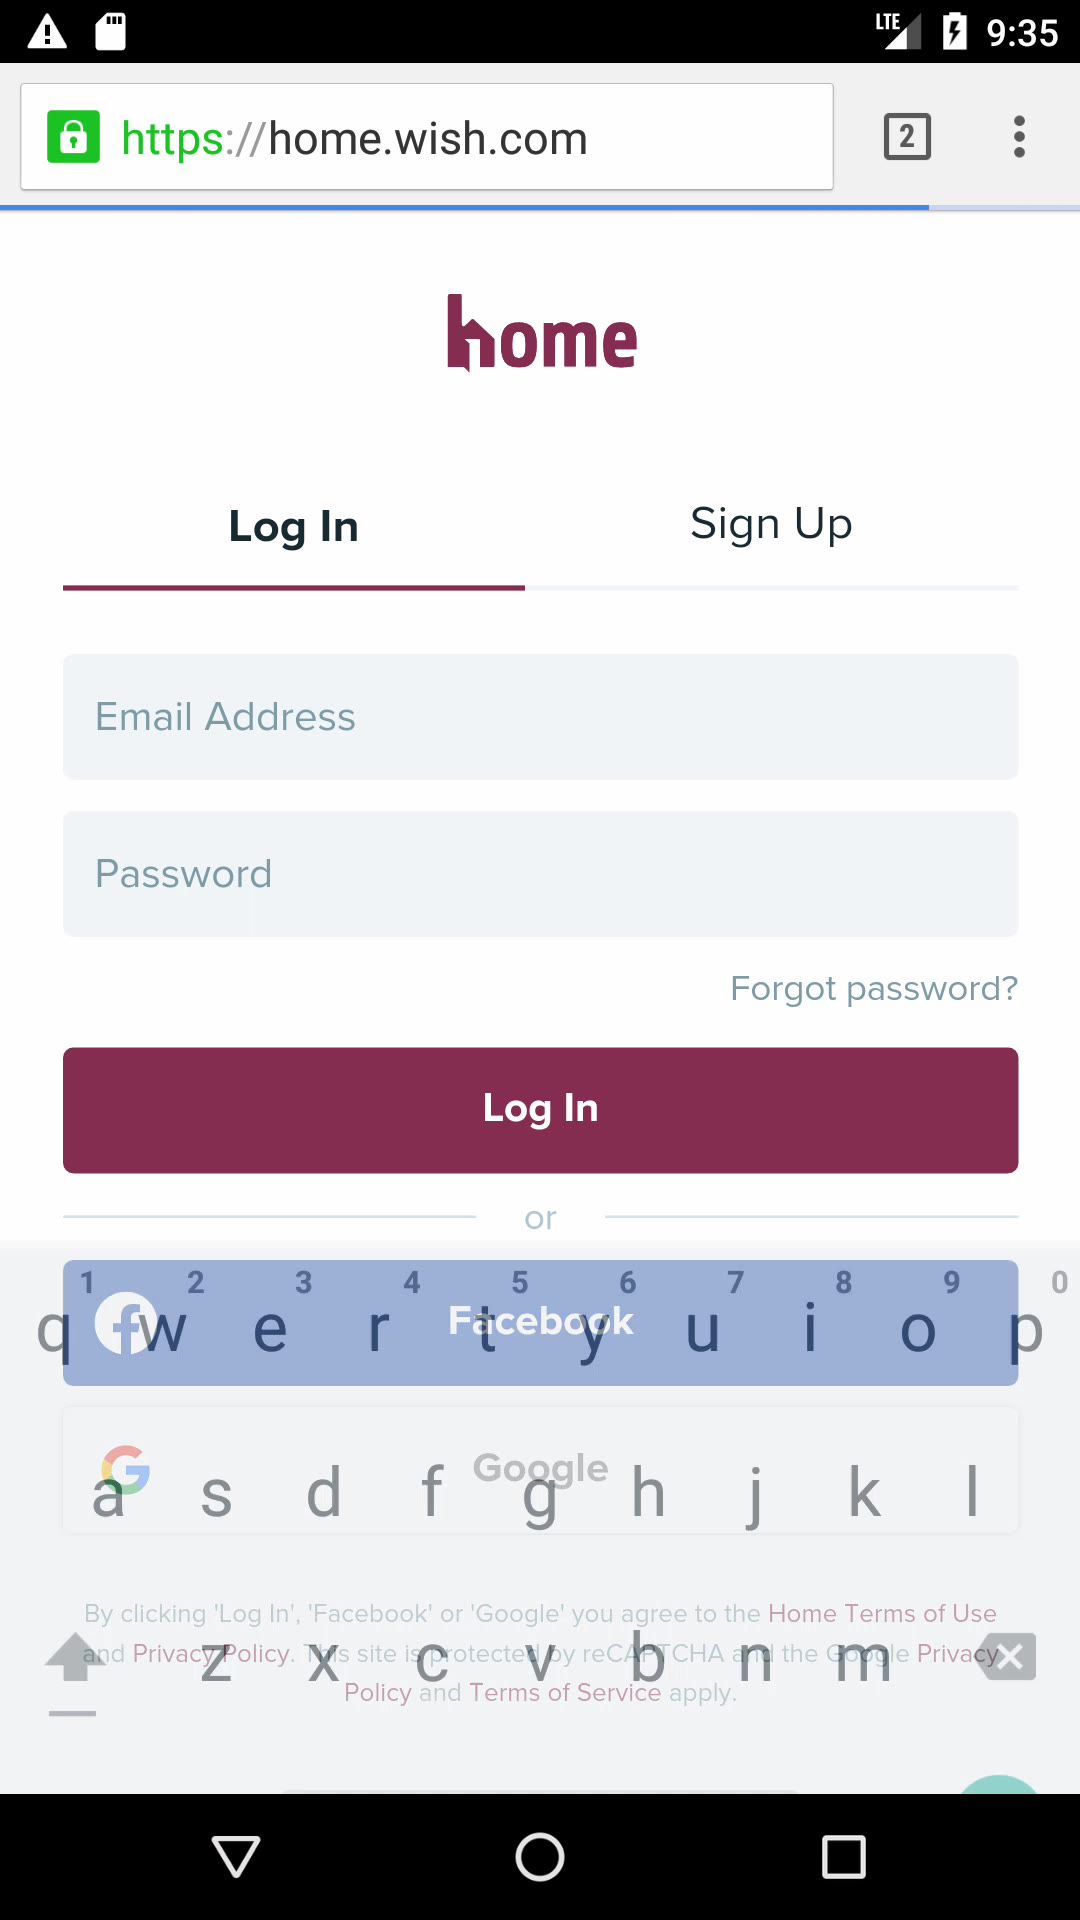 LTE 9:35
https://home.wish.com 2
home
Log In Sign Up
Email Address
Password
Forgot password?
Log In
or
1 2 3 4 5 6 7 8 9 0
q w e r t y u i o p
Facebook
Google
a s d f g h j k l
By clicking 'Log In', 'Facebook' or 'Google' you agree to the Home Terms of Use
and Privacy Policy. This site is protected by reCAPTCHA and the Google Privacy
z x c v b n m
Policy and Terms of Service apply.